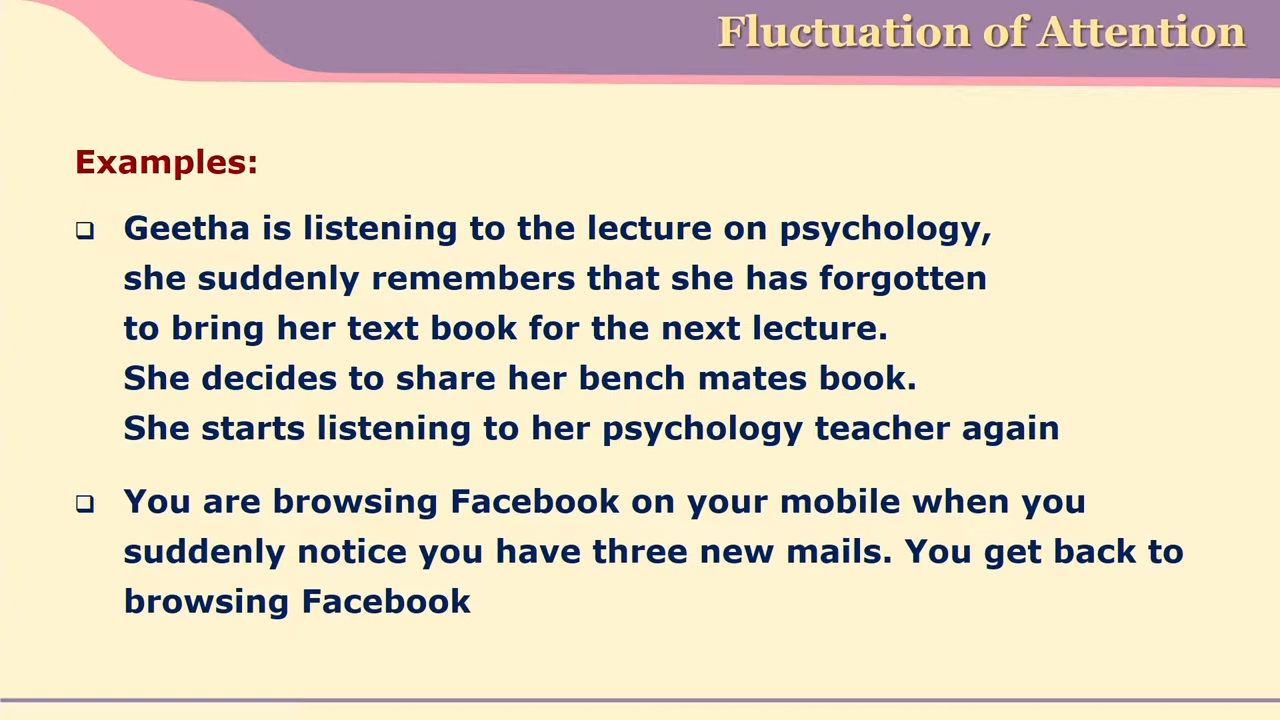 Fluctuation of Attention
Examples:
Geetha is listening to the lecture on psychology,
she suddenly remembers that she has forgotten
to bring her text book for the next lecture.
She decides to share her bench mates book.
She starts listening to her psychology teacher again
You are browsing Facebook on your mobile when you
suddenly notice you have three new mails. You get back to
browsing Facebook